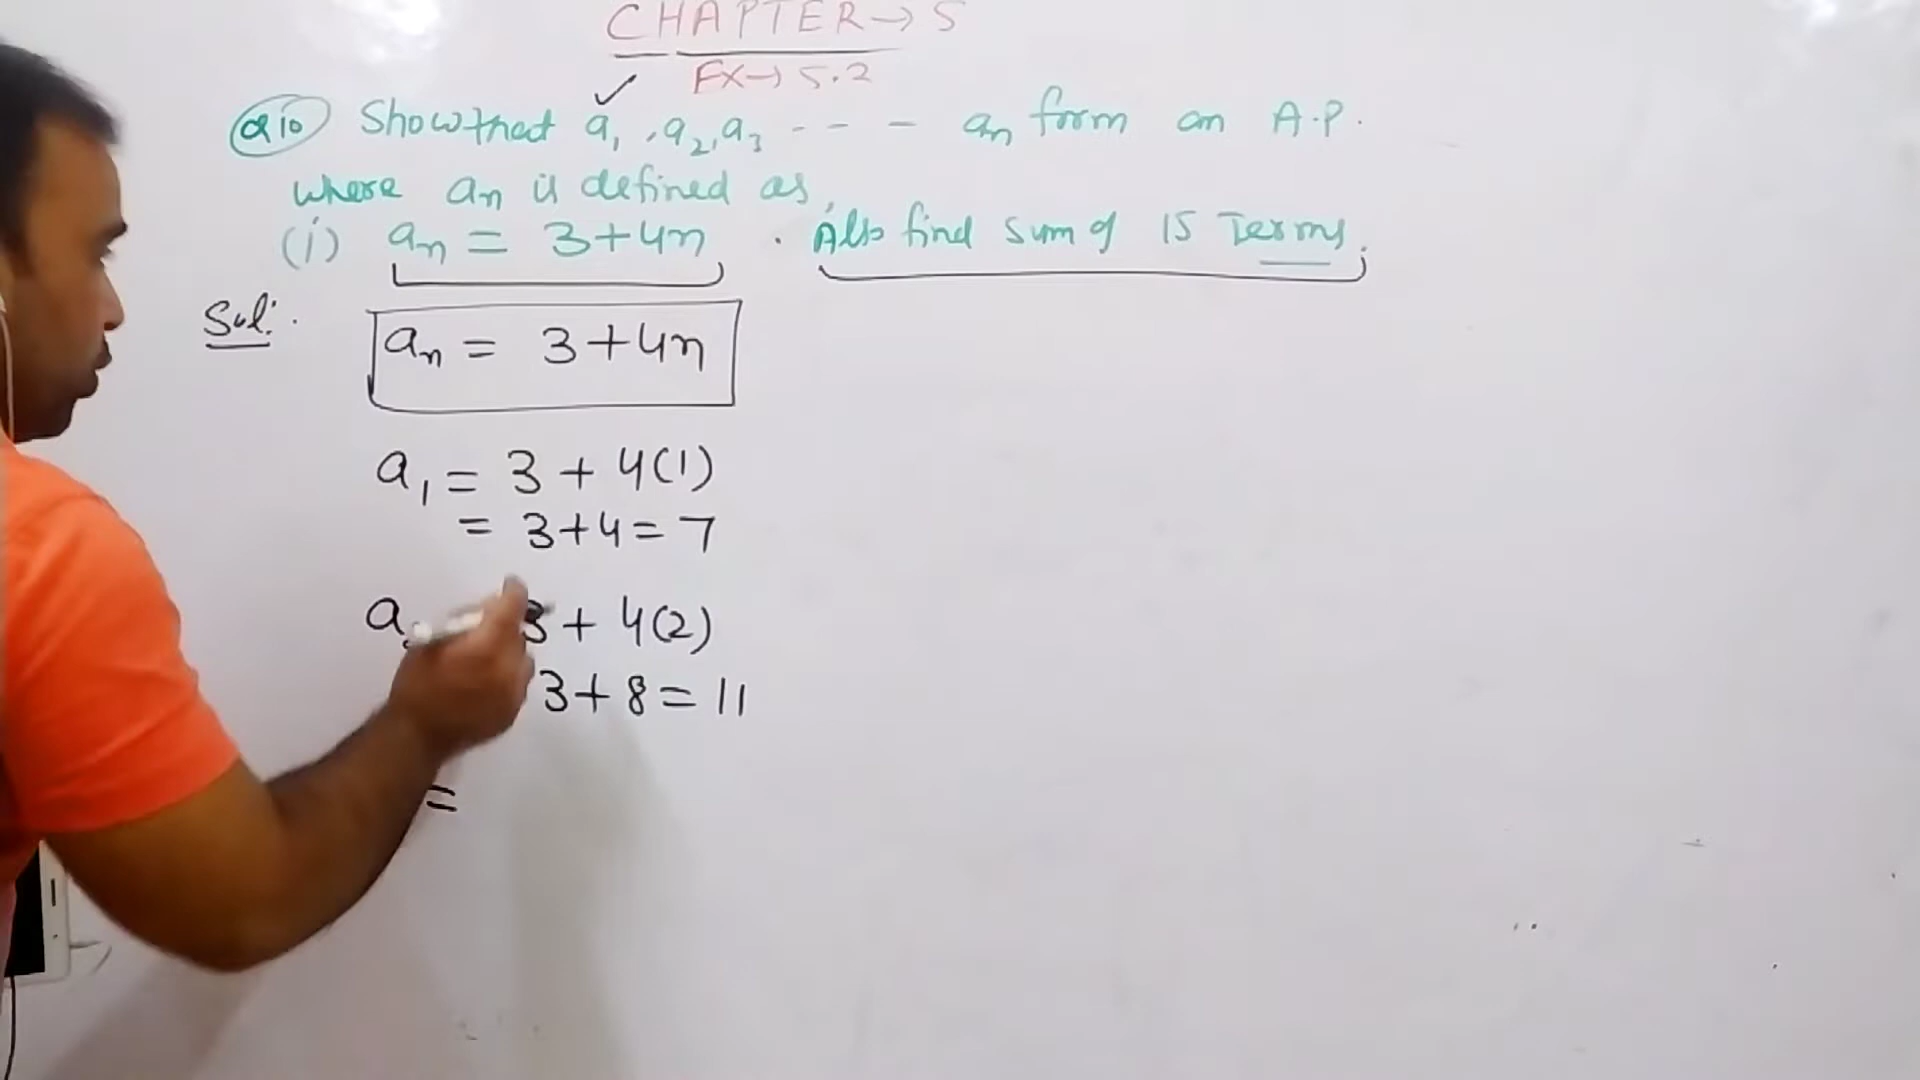 CHAPTER → 5
EX → 5.2
Q10 Show that a₁, a₂, a₃ - - - aₙ form an A.P.
where aₙ is defined as,
(i) aₙ = 3+4n . Also find sum of 15 Terms.
Sol:
aₙ = 3+4n
a₁ = 3 + 4(1)
= 3+4 = 7
a 3 + 4(2)
3+8 = 11
=